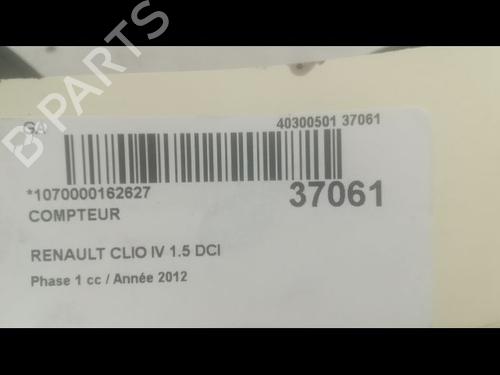 40300501 37061
*1070000162627
37061
COMPTEUR
RENAULT CLIO IV 1.5 DCI
Phase 1 cc / Année 2012
B-PARTS